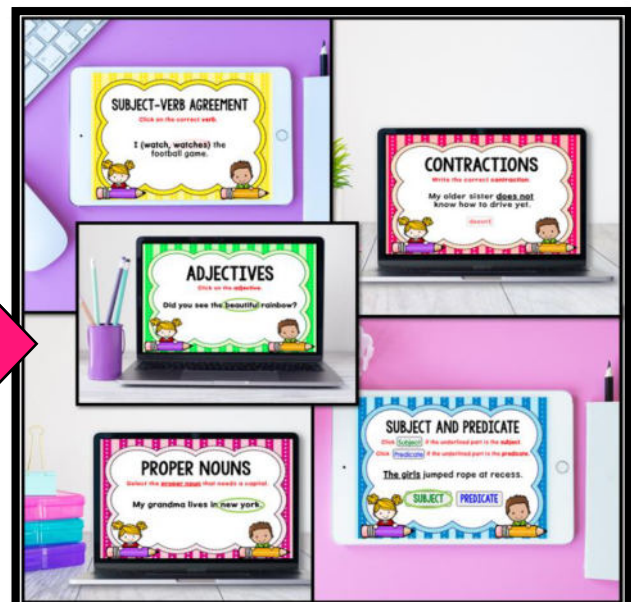 SUBJECT-VERB AGREEMENT
Click on the correct verb.
I (watch, watches) the
football game.
CONTRACTIONS
Write the correct contraction
My older sister does not
know how to drive yet.
doesn't
ADJECTIVES
Click on the adjective
Did you see the beautiful rainbow?
PROPER NOUNS
Select the proper noun that needs a capital.
My grandma lives in new york.
SUBJECT AND PREDICATE
Click Subject if the underlined part is the subject.
Click Predicate if the underlined part is the predicate.
The girls jumped rope at recess.
SUBJECT PREDICATE